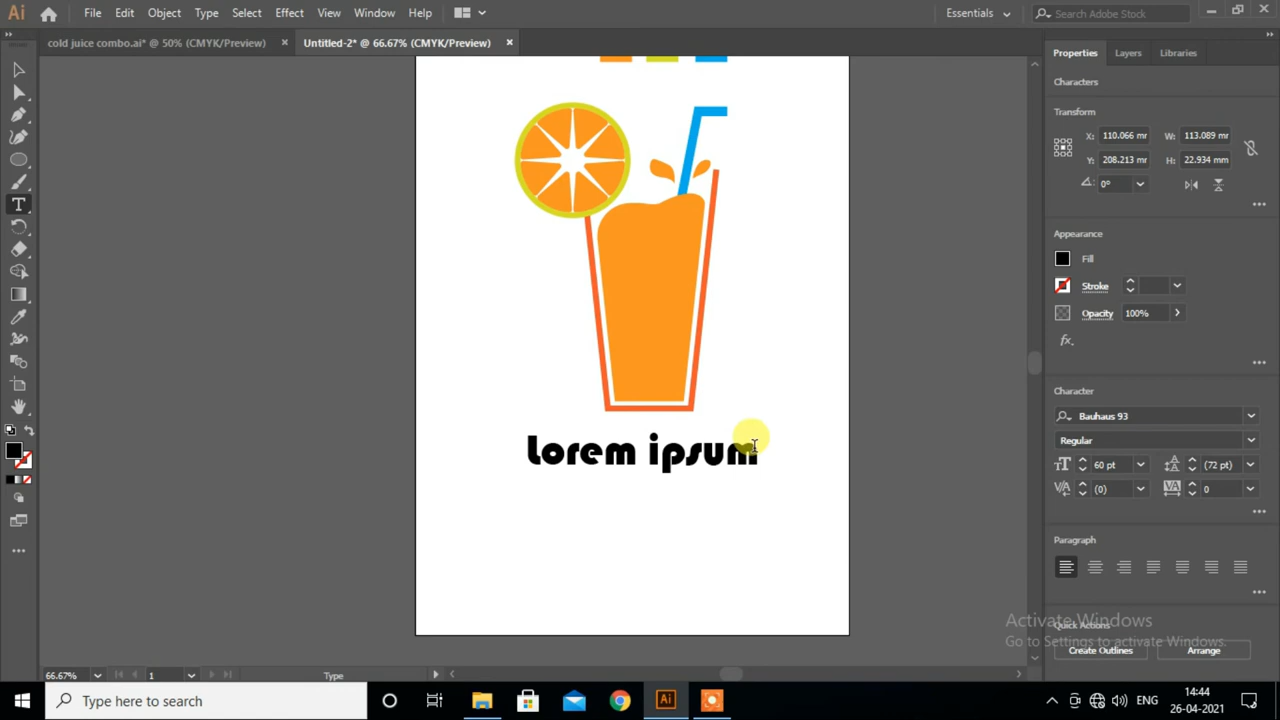 Ai File Edit Object Type Select Effect View Window Help Essentials Search Adobe Stock
cold juice combo.ai* @ 50% (CMYK/Preview) × Untitled-2* @ 66.67% (CMYK/Preview) ×
Properties Layers Libraries
Characters
Transform
X: 110.066 mm W: 113.089 mm
Y: 208.213 mm H: 22.934 mm
0°
Appearance
Fill
Stroke
Opacity 100%
fx.
Character
Bauhaus 93
Regular
60 pt (72 pt)
(0) 0
Lorem ipsum
Paragraph
Quick Actions
Activate Windows
Go to Settings to activate Windows.
Create Outlines Arrange
66.67% 1 Type
Type here to search
Ai
ENG
14:44
26-04-2021